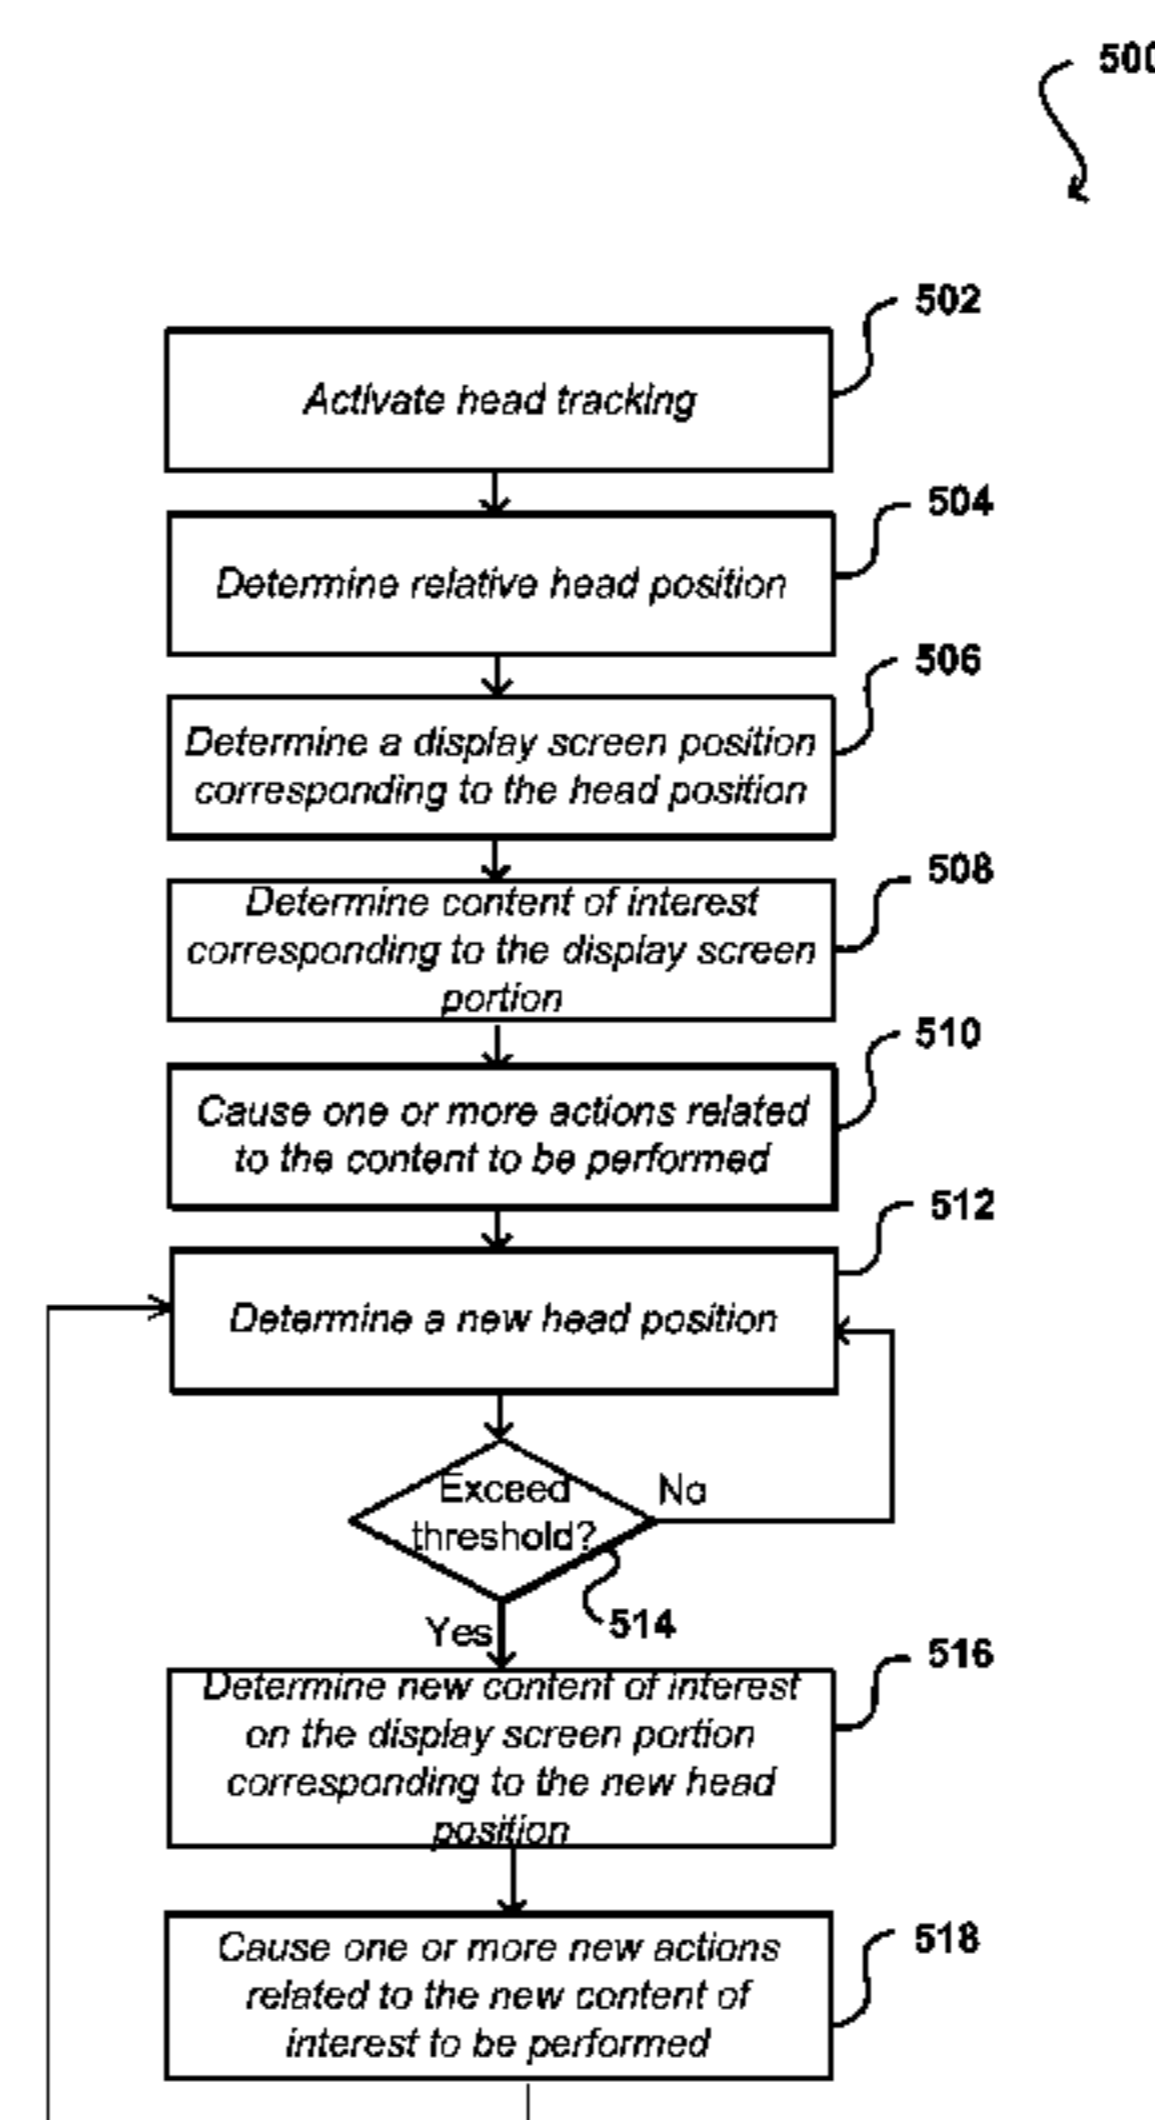 500
502
Activate head tracking
504
Determine relative head position
506
Determine a display screen position
corresponding to the head position
508
Determine content of interest
corresponding to the display screen
portion
510
Cause one or more actions related
to the content to be performed
512
Determine a new head position
Exceed
threshold?
No
514
Yes
516
Determine new content of interest
on the display screen portion
corresponding to the new head
position
518
Cause one or more new actions
related to the new content of
interest to be performed